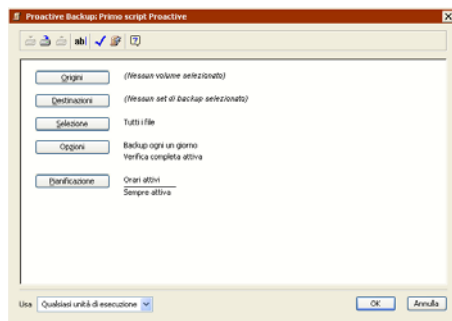 Proactive Backup: Primo script Proactive
abl
Origini (Nessun volume selezionato)
Destinazioni (Nessun set di backup selezionato)
Selezione Tutti i file
Opzioni Backup ogni un giorno
Verifica completa attiva
Pianificazione Orari attivi
Sempre attiva
Usa Qualsiasi unità di esecuzione OK Annulla